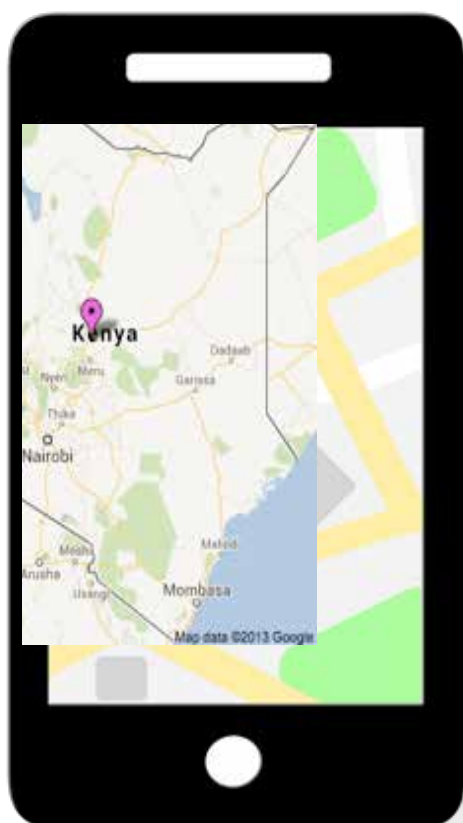 Kenya
Dadaab
Meru
Garissa
Nyeri
Thika
Nairobi
Malindi
Moshi
Arusha
Usangi
Mombasa
Map data ©2013 Google